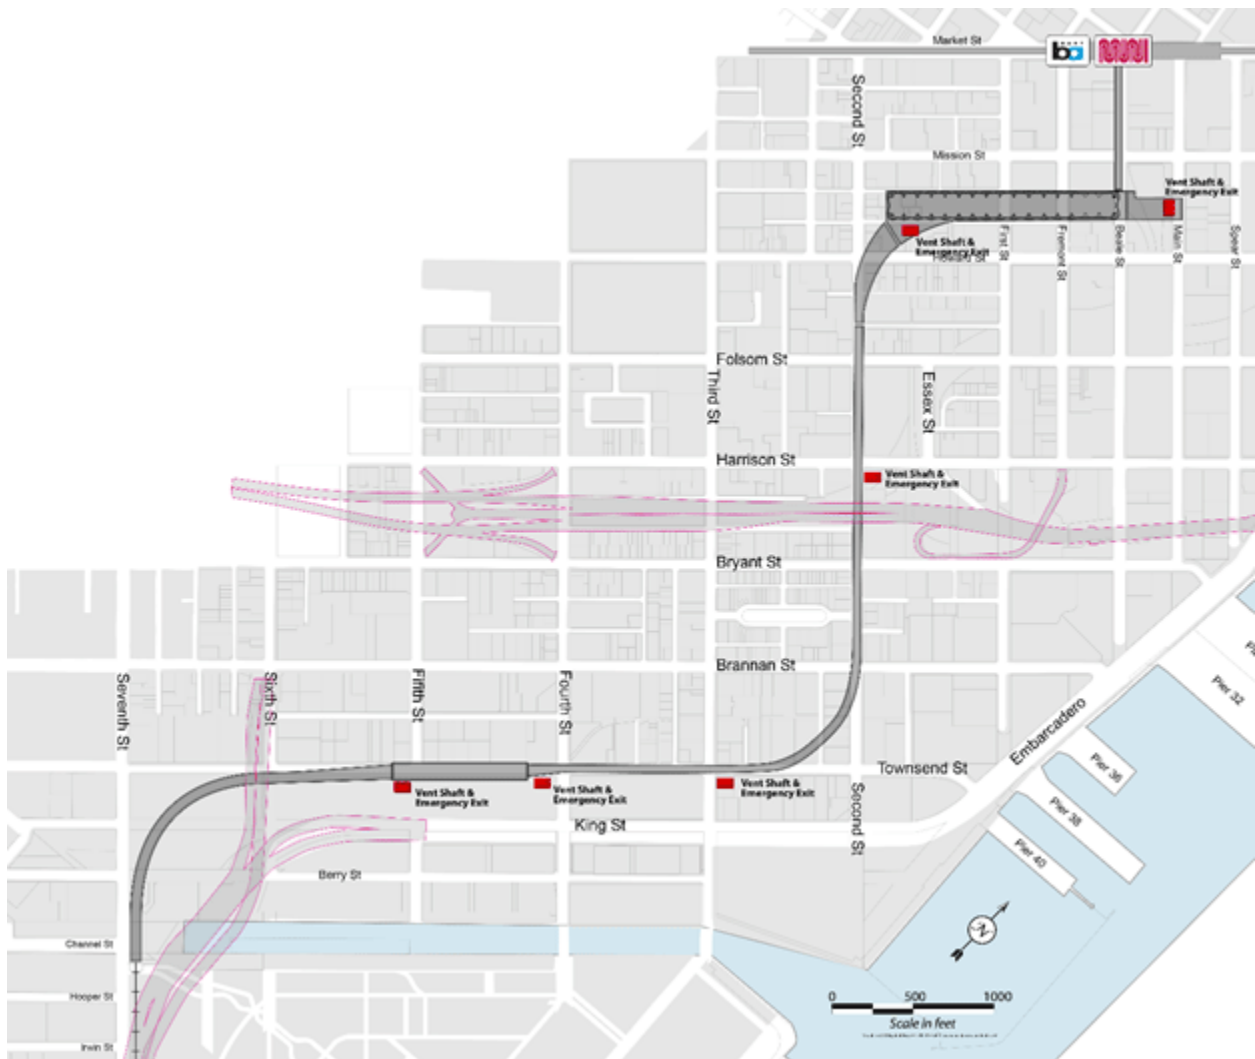 Market St
ba
MUNI
Second St
Mission St
Vent Shaft &
Emergency Exit
Vent Shaft &
Emergency Exit
Howard St
First St
Fremont St
Beale St
Main St
Spear St
Folsom St
Third St
Essex St
Harrison St
Vent Shaft &
Emergency Exit
Bryant St
Brannan St
Seventh St
Sixth St
Fifth St
Fourth St
Embarcadero
Pier 32
Pier 36
Pier 38
Pier 40
Townsend St
Second St
Vent Shaft &
Emergency Exit
Vent Shaft &
Emergency Exit
Vent Shaft &
Emergency Exit
King St
Berry St
Channel St
Hooper St
Irwin St
N
0 500 1000
Scale in feet